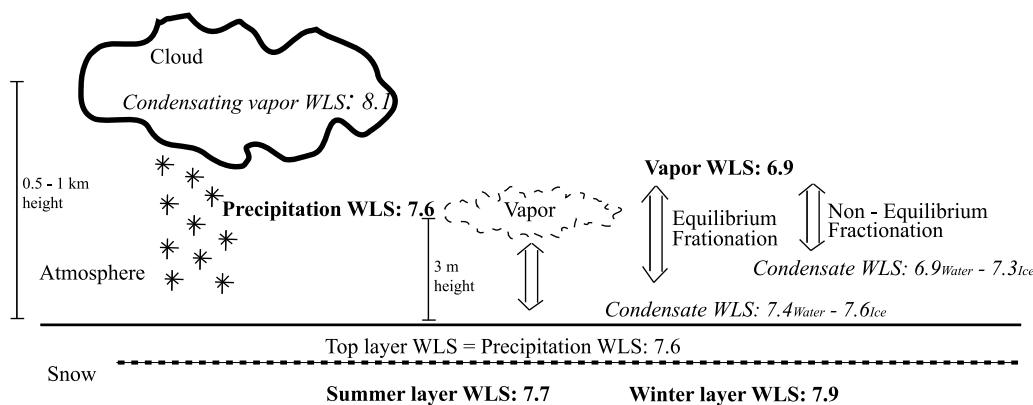 Cloud
Condensating vapor WLS: 8.1
0.5 - 1 km
height
Vapor WLS: 6.9
Precipitation WLS: 7.6
Vapor
Equilibrium
Frationation
Non - Equilibrium
Fractionation
3 m
height
Atmosphere
Condensate WLS: 6.9Water - 7.3Ice
Condensate WLS: 7.4Water - 7.6Ice
Top layer WLS = Precipitation WLS: 7.6
Snow
Summer layer WLS: 7.7
Winter layer WLS: 7.9